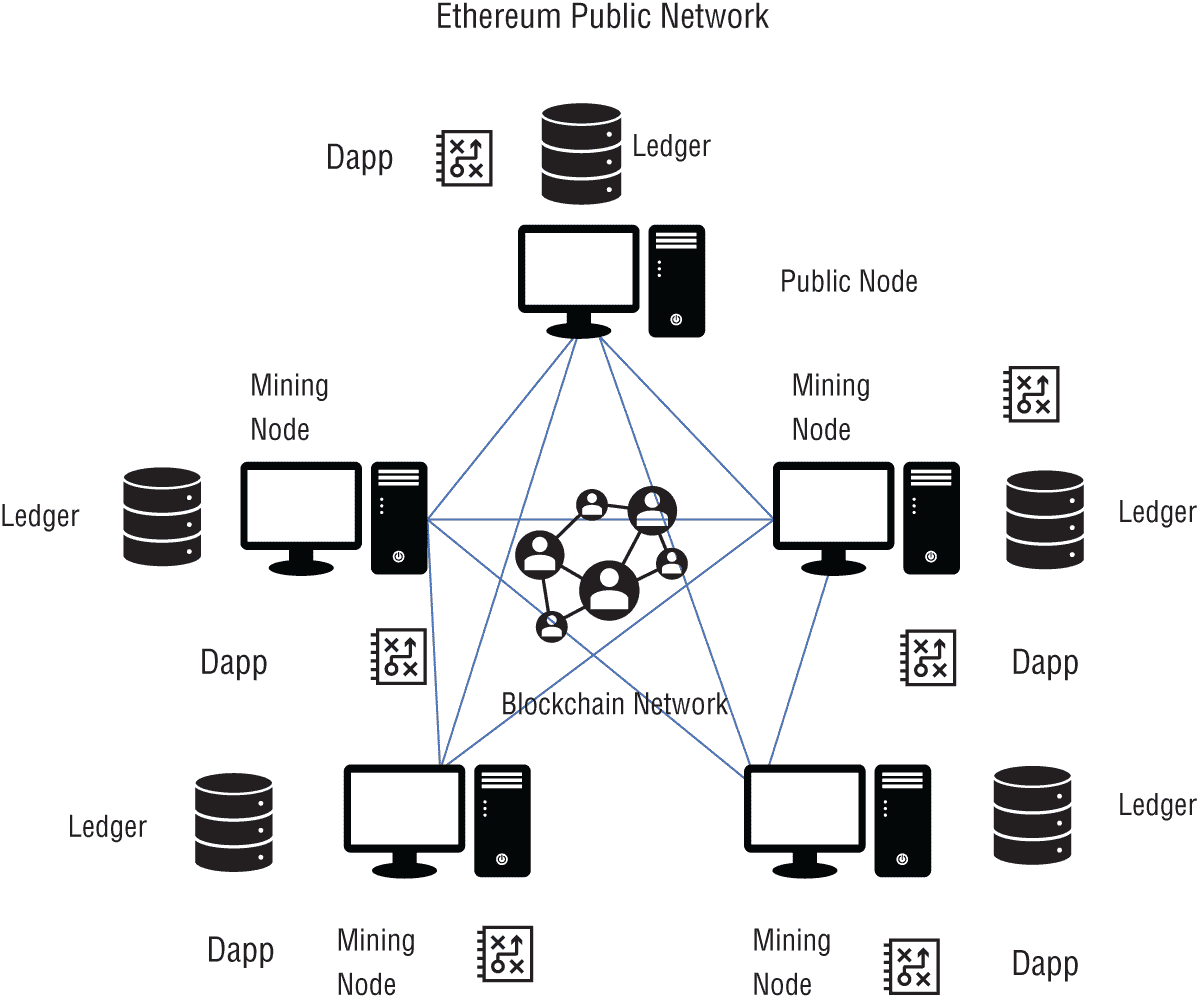 Ethereum Public Network
Dapp
Ledger
Public Node
Mining
Node
Mining
Node
Ledger
Ledger
Dapp
Dapp
Blockchain Network
Ledger
Ledger
Dapp
Mining
Node
Mining
Node
Dapp